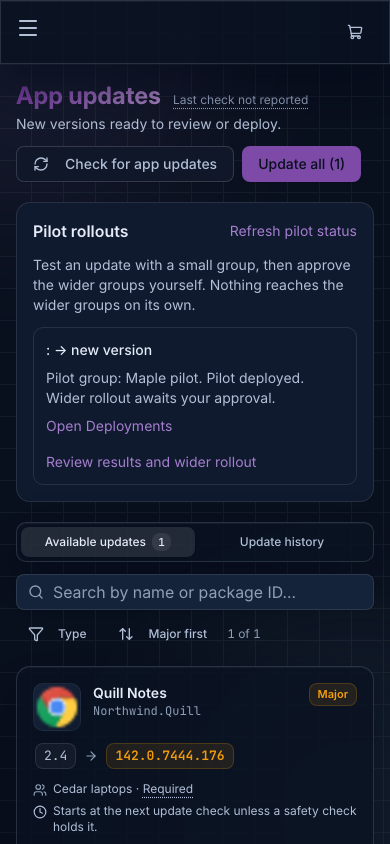 App updates
Last check not reported
New versions ready to review or deploy.
Check for app updates
Update all (1)
Pilot rollouts
Refresh pilot status
Test an update with a small group, then approve
the wider groups yourself. Nothing reaches the
wider groups on its own.
: → new version
Pilot group: Maple pilot. Pilot deployed.
Wider rollout awaits your approval.
Open Deployments
Review results and wider rollout
Available updates 1
Update history
Search by name or package ID...
Type
Major first
1 of 1
Quill Notes
Major
Northwind.Quill
2.4 → 142.0.7444.176
Cedar laptops · Required
Starts at the next update check unless a safety check
holds it.